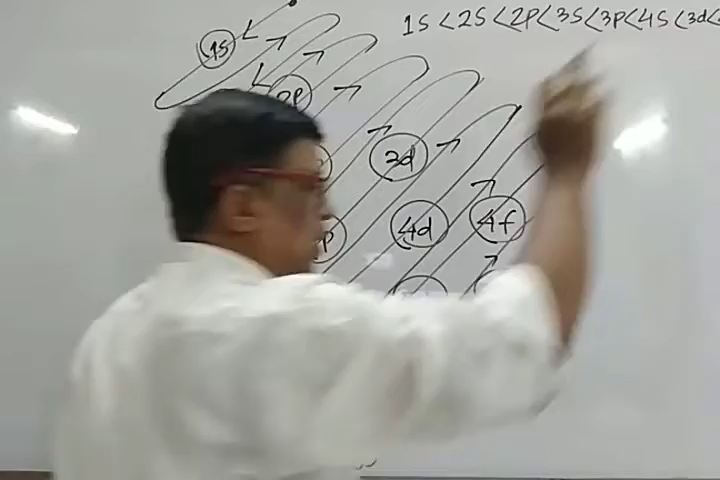 1S < 2S < 2P < 3S < 3P < 4S < 3d <
1S
2P
3d
P
4d
4f